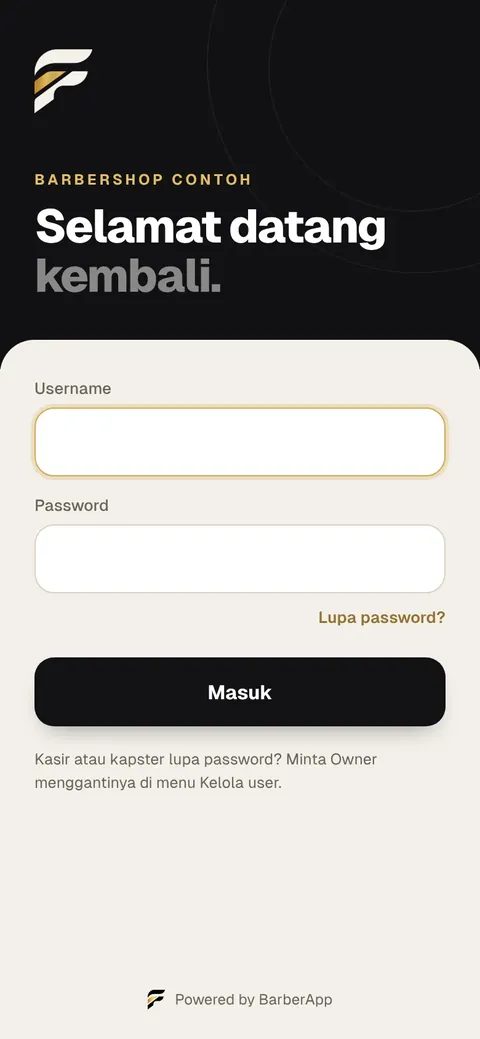 BARBERSHOP CONTOH
Selamat datang
kembali.
Username
Password
Lupa password?
Masuk
Kasir atau kapster lupa password? Minta Owner
menggantinya di menu Kelola user.
Powered by BarberApp